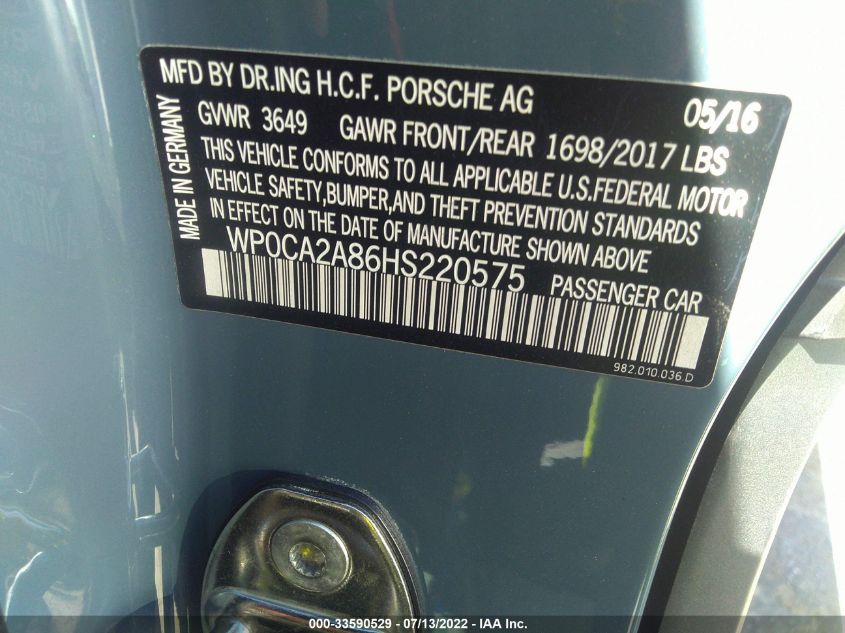 MFD BY DR.ING H.C.F. PORSCHE AG 05/16
GVWR 3649 GAWR FRONT/REAR 1698/2017 LBS
THIS VEHICLE CONFORMS TO ALL APPLICABLE U.S.FEDERAL MOTOR
VEHICLE SAFETY,BUMPER,AND THEFT PREVENTION STANDARDS
IN EFFECT ON THE DATE OF MANUFACTURE SHOWN ABOVE
WP0CA2A86HS220575 PASSENGER CAR
982.010.036.D
MADE IN GERMANY
000-33590529 - 07/13/2022 - IAA Inc.